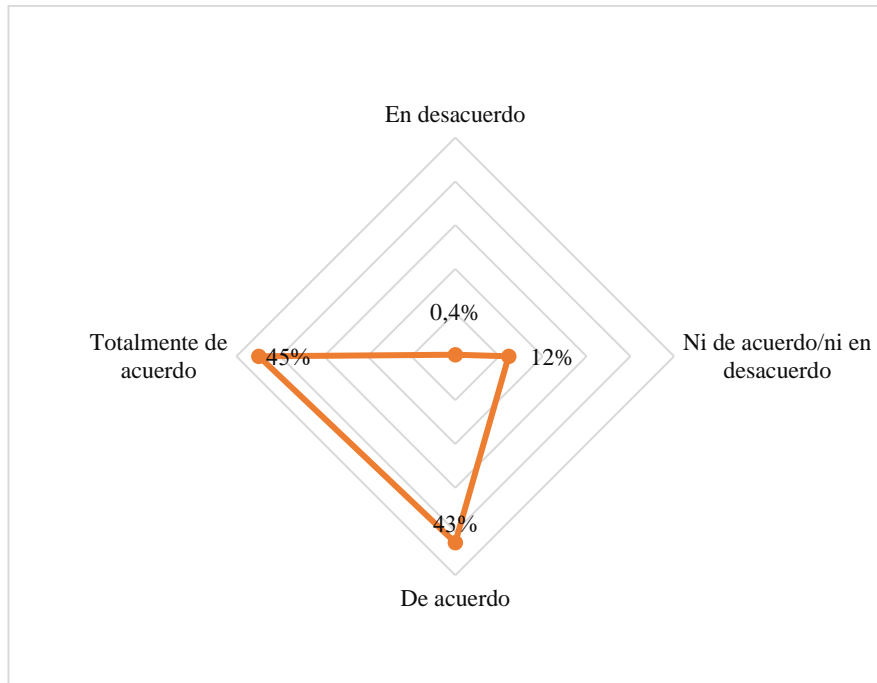 En desacuerdo
0,4%
Totalmente de
acuerdo
45%
12%
Ni de acuerdo/ni en
desacuerdo
43%
De acuerdo